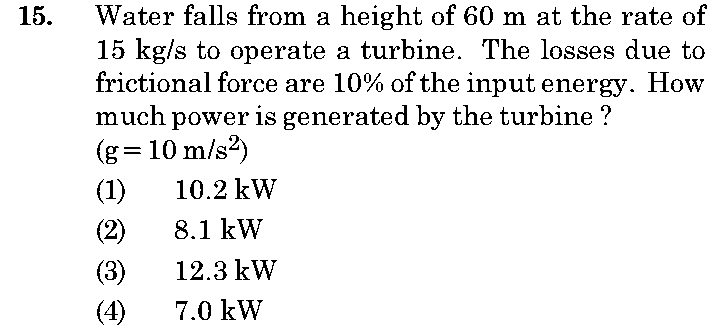 15. Water falls from a height of 60 m at the rate of
15 kg/s to operate a turbine. The losses due to
frictional force are 10% of the input energy. How
much power is generated by the turbine ?
(g = 10 m/s²)
(1) 10.2 kW
(2) 8.1 kW
(3) 12.3 kW
(4) 7.0 kW